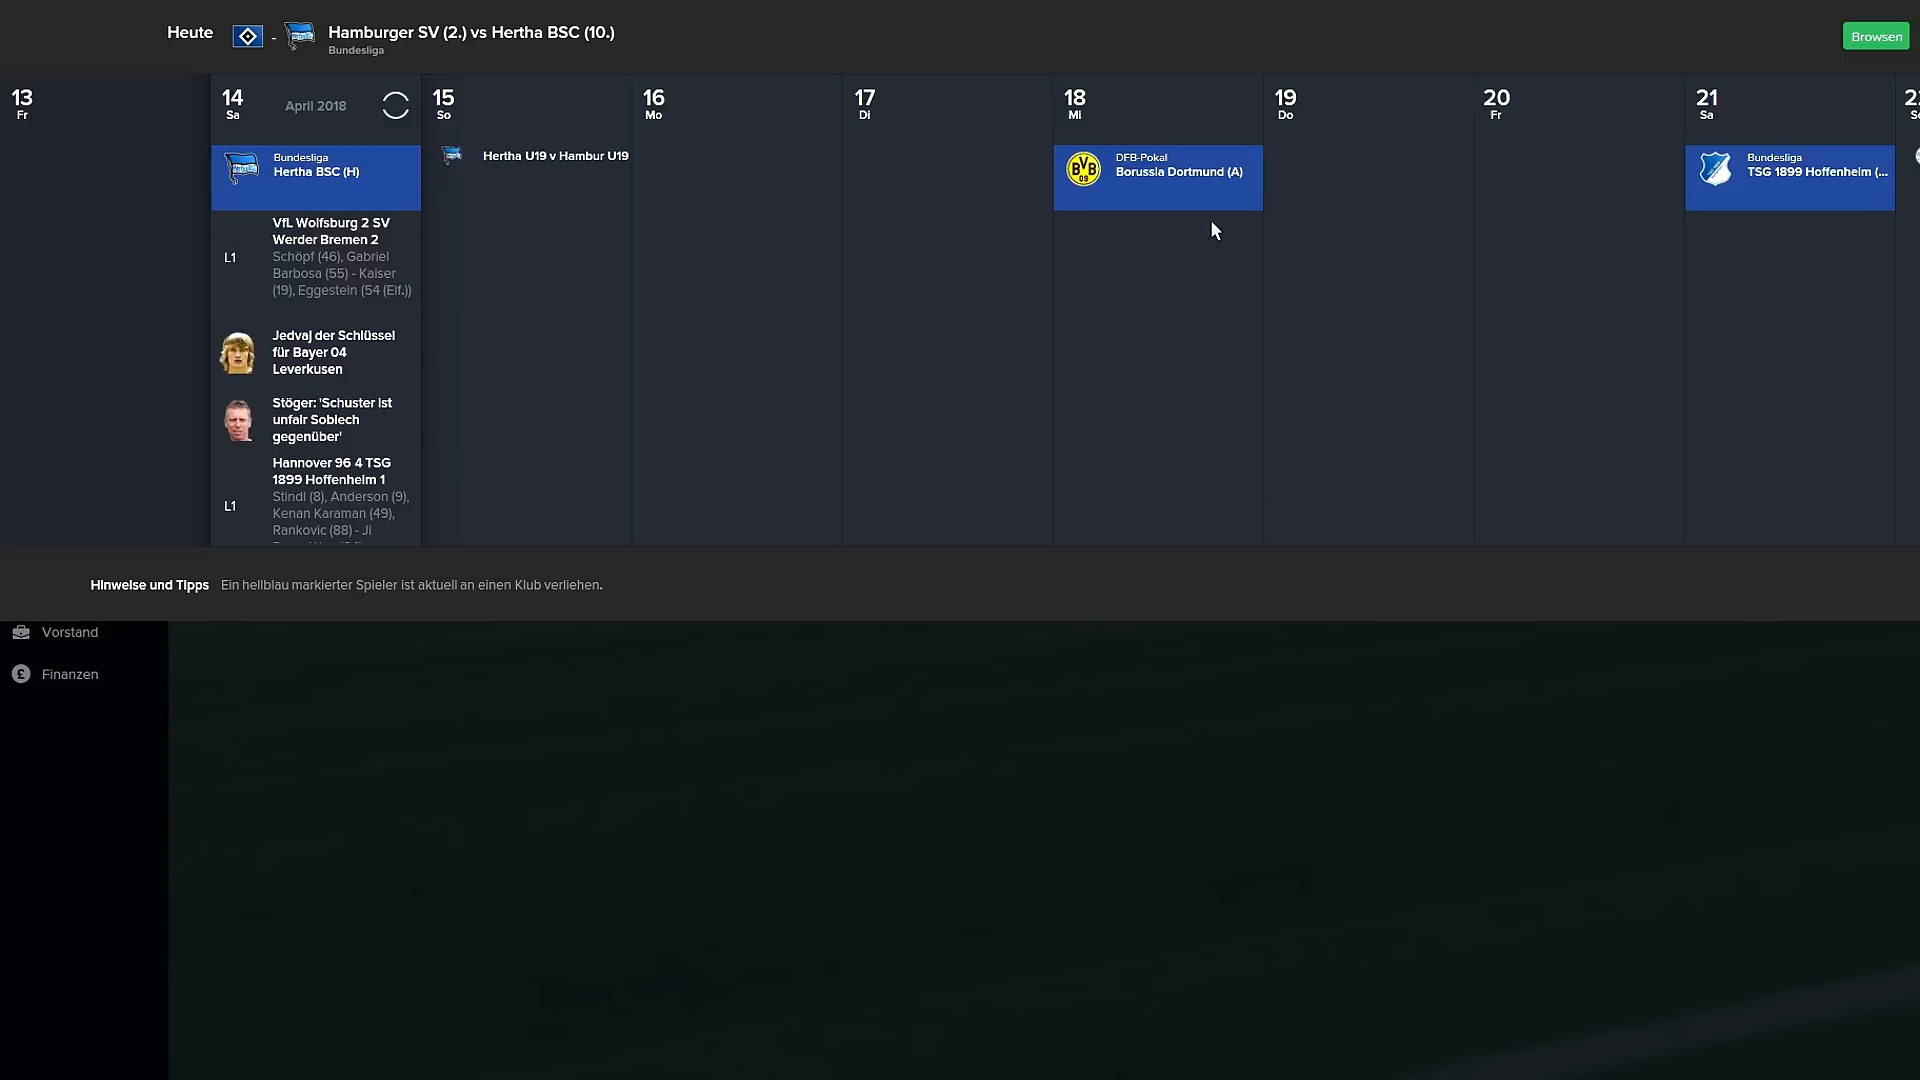 Heute
-
Hamburger SV (2.) vs Hertha BSC (10.)
Bundesliga
Browsen
13
Fr
14
Sa
April 2018
15
So
16
Mo
17
Di
18
Mi
19
Do
20
Fr
21
Sa
Bundesliga
Hertha BSC (H)
Hertha U19 v Hambur U19
BVB
09
DFB-Pokal
Borussia Dortmund (A)
Bundesliga
TSG 1899 Hoffenheim (...
L1
VfL Wolfsburg 2 SV
Werder Bremen 2
Schöpf (46), Gabriel
Barbosa (55) - Kaiser
(19), Eggestein (54 (Elf.))
Jedvaj der Schlüssel
für Bayer 04
Leverkusen
Stöger: 'Schuster ist
unfair Sobiech
gegenüber'
L1
Hannover 96 4 TSG
1899 Hoffenheim 1
Stindl (8), Anderson (9),
Kenan Karaman (49),
Rankovic (88) - Ji
Hinweise und Tipps
Ein hellblau markierter Spieler ist aktuell an einen Klub verliehen.
Vorstand
£
Finanzen